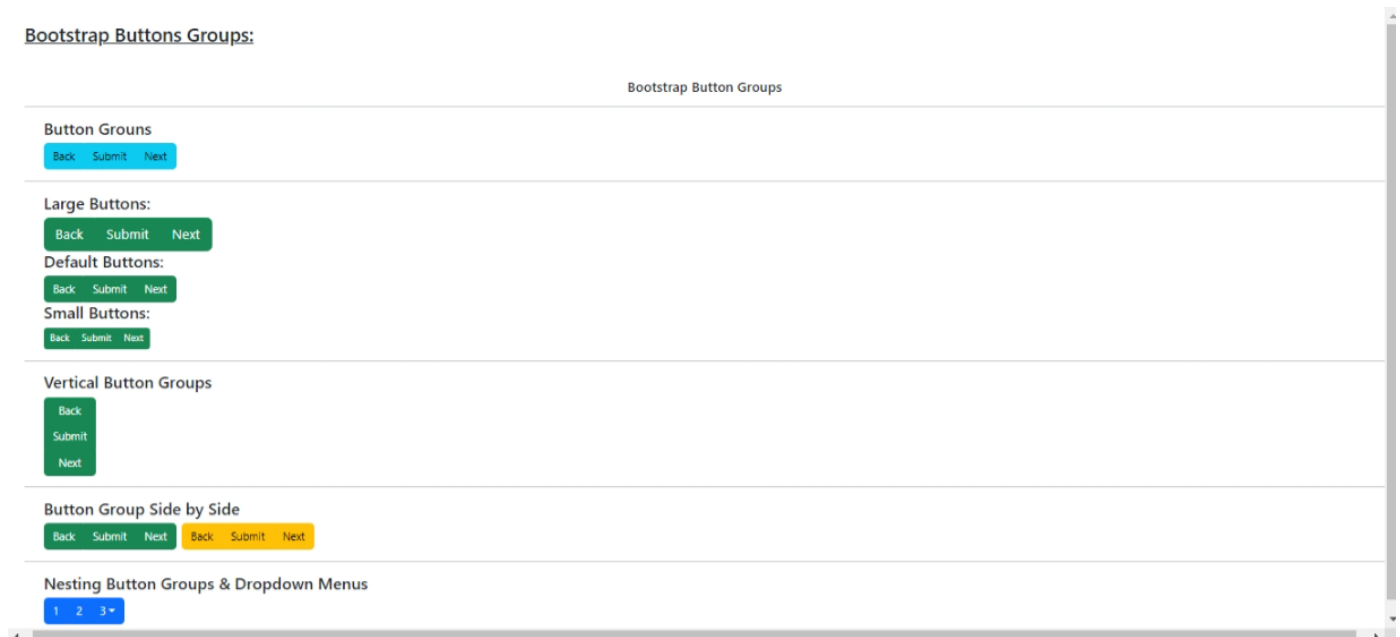 Bootstrap Buttons Groups:
Bootstrap Button Groups
Button Grouns
Back Submit Next
Large Buttons:
Back Submit Next
Default Buttons:
Back Submit Next
Small Buttons:
Back Submit Next
Vertical Button Groups
Back
Submit
Next
Button Group Side by Side
Back Submit Next Back Submit Next
Nesting Button Groups & Dropdown Menus
1 2 3